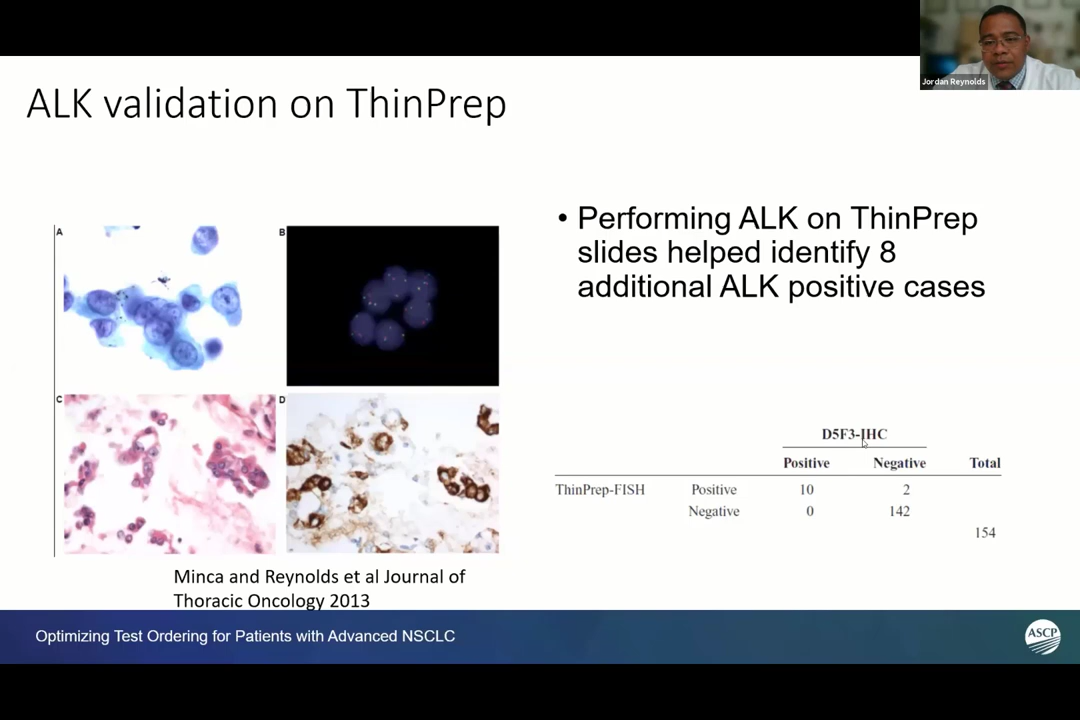 Jordan Reynolds
ALK validation on ThinPrep
A
B
C
D
Minca and Reynolds et al Journal of
Thoracic Oncology 2013
• Performing ALK on ThinPrep
slides helped identify 8
additional ALK positive cases
D5F3-IHC
Positive Negative Total
ThinPrep-FISH Positive 10 2
Negative 0 142
154
Optimizing Test Ordering for Patients with Advanced NSCLC
ASCP